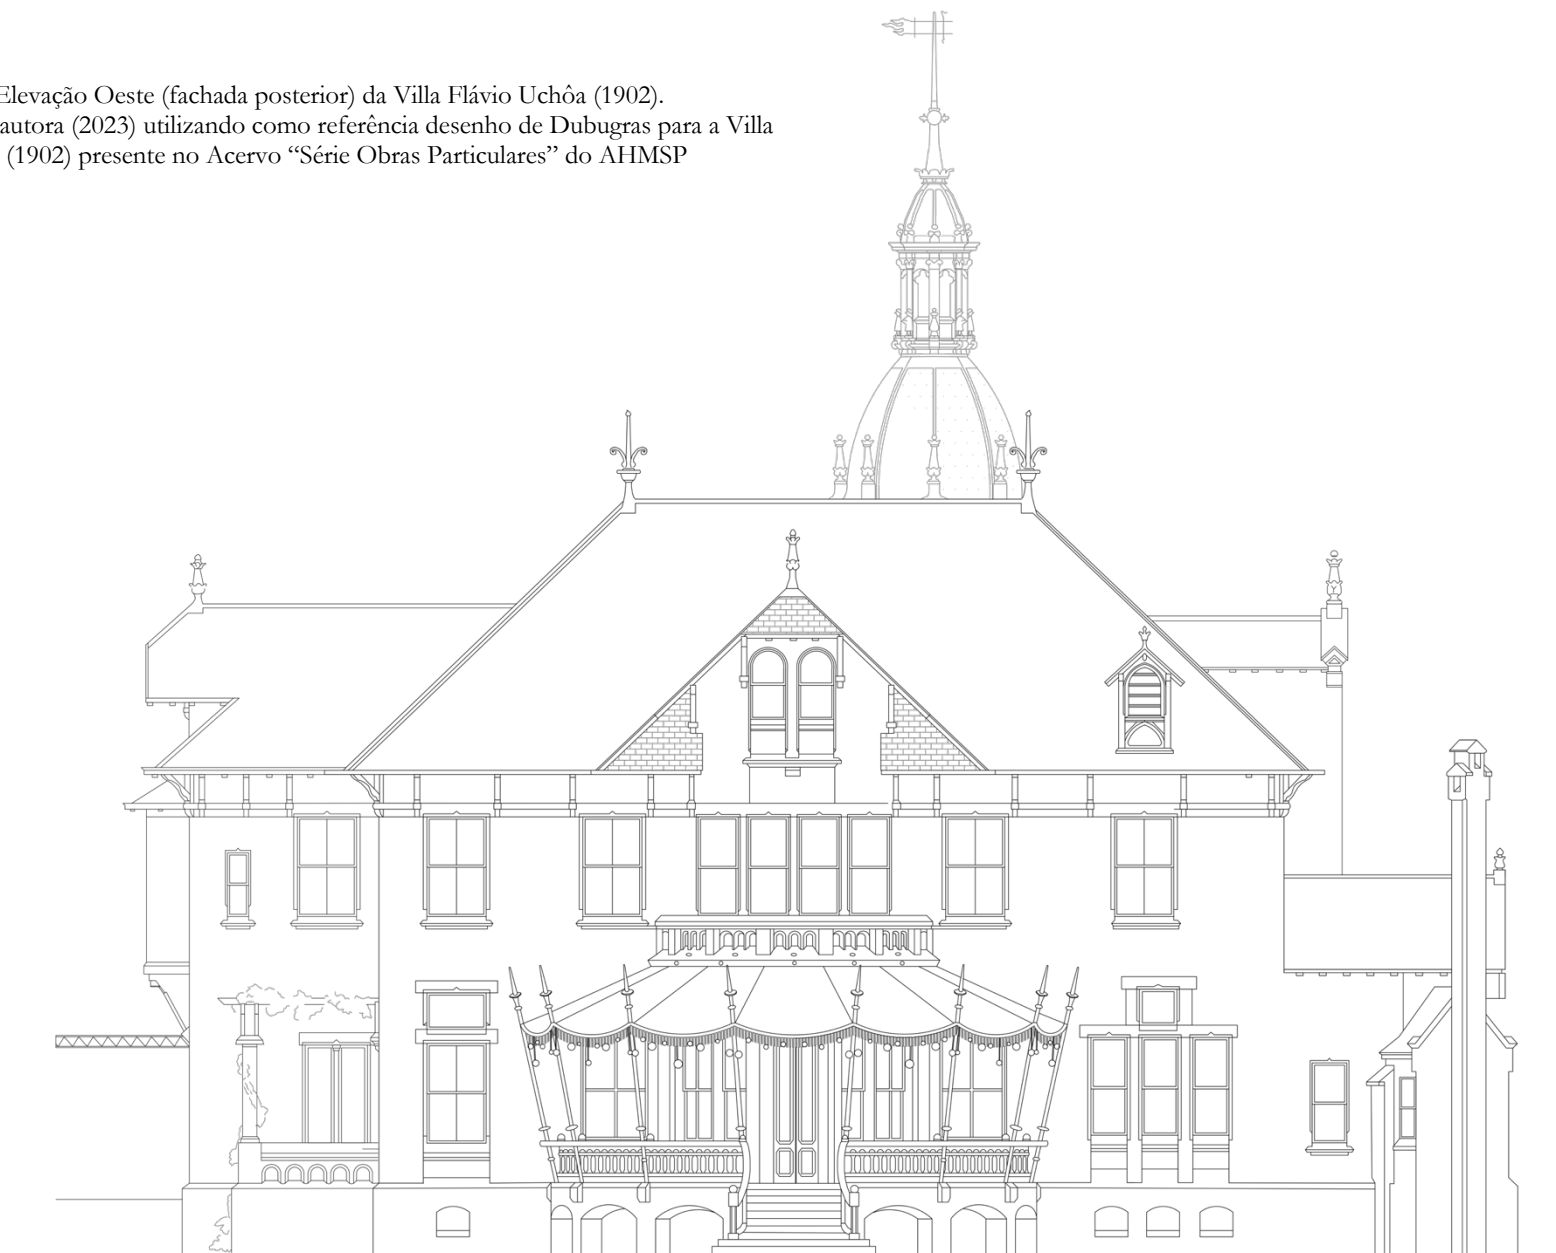 Elevação Oeste (fachada posterior) da Villa Flávio Uchôa (1902).
autora (2023) utilizando como referência desenho de Dubugras para a Villa
(1902) presente no Acervo “Série Obras Particulares” do AHMSP